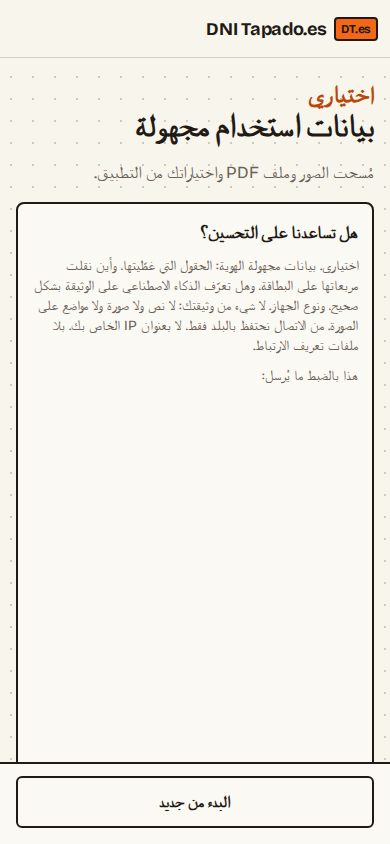 DNI Tapado.es DT.es
اختياري
بيانات استخدام مجهولة
مُسحت الصور وملف PDF واختياراتك من التطبيق.
هل تساعدنا على التحسين؟
اختياري. بيانات مجهولة الهوية: الحقول التي غطّيتها، وأين نقلت
مربعاتها على البطاقة، وهل تعرّف الذكاء الاصطناعي على الوثيقة بشكل
صحيح، ونوع الجهاز. لا شيء من وثيقتك: لا نص ولا صورة ولا مواضع على
الصورة. من الاتصال نحتفظ بالبلد فقط. لا بعنوان IP الخاص بك. بلا
ملفات تعريف الارتباط.
هذا بالضبط ما يُرسل:
البدء من جديد